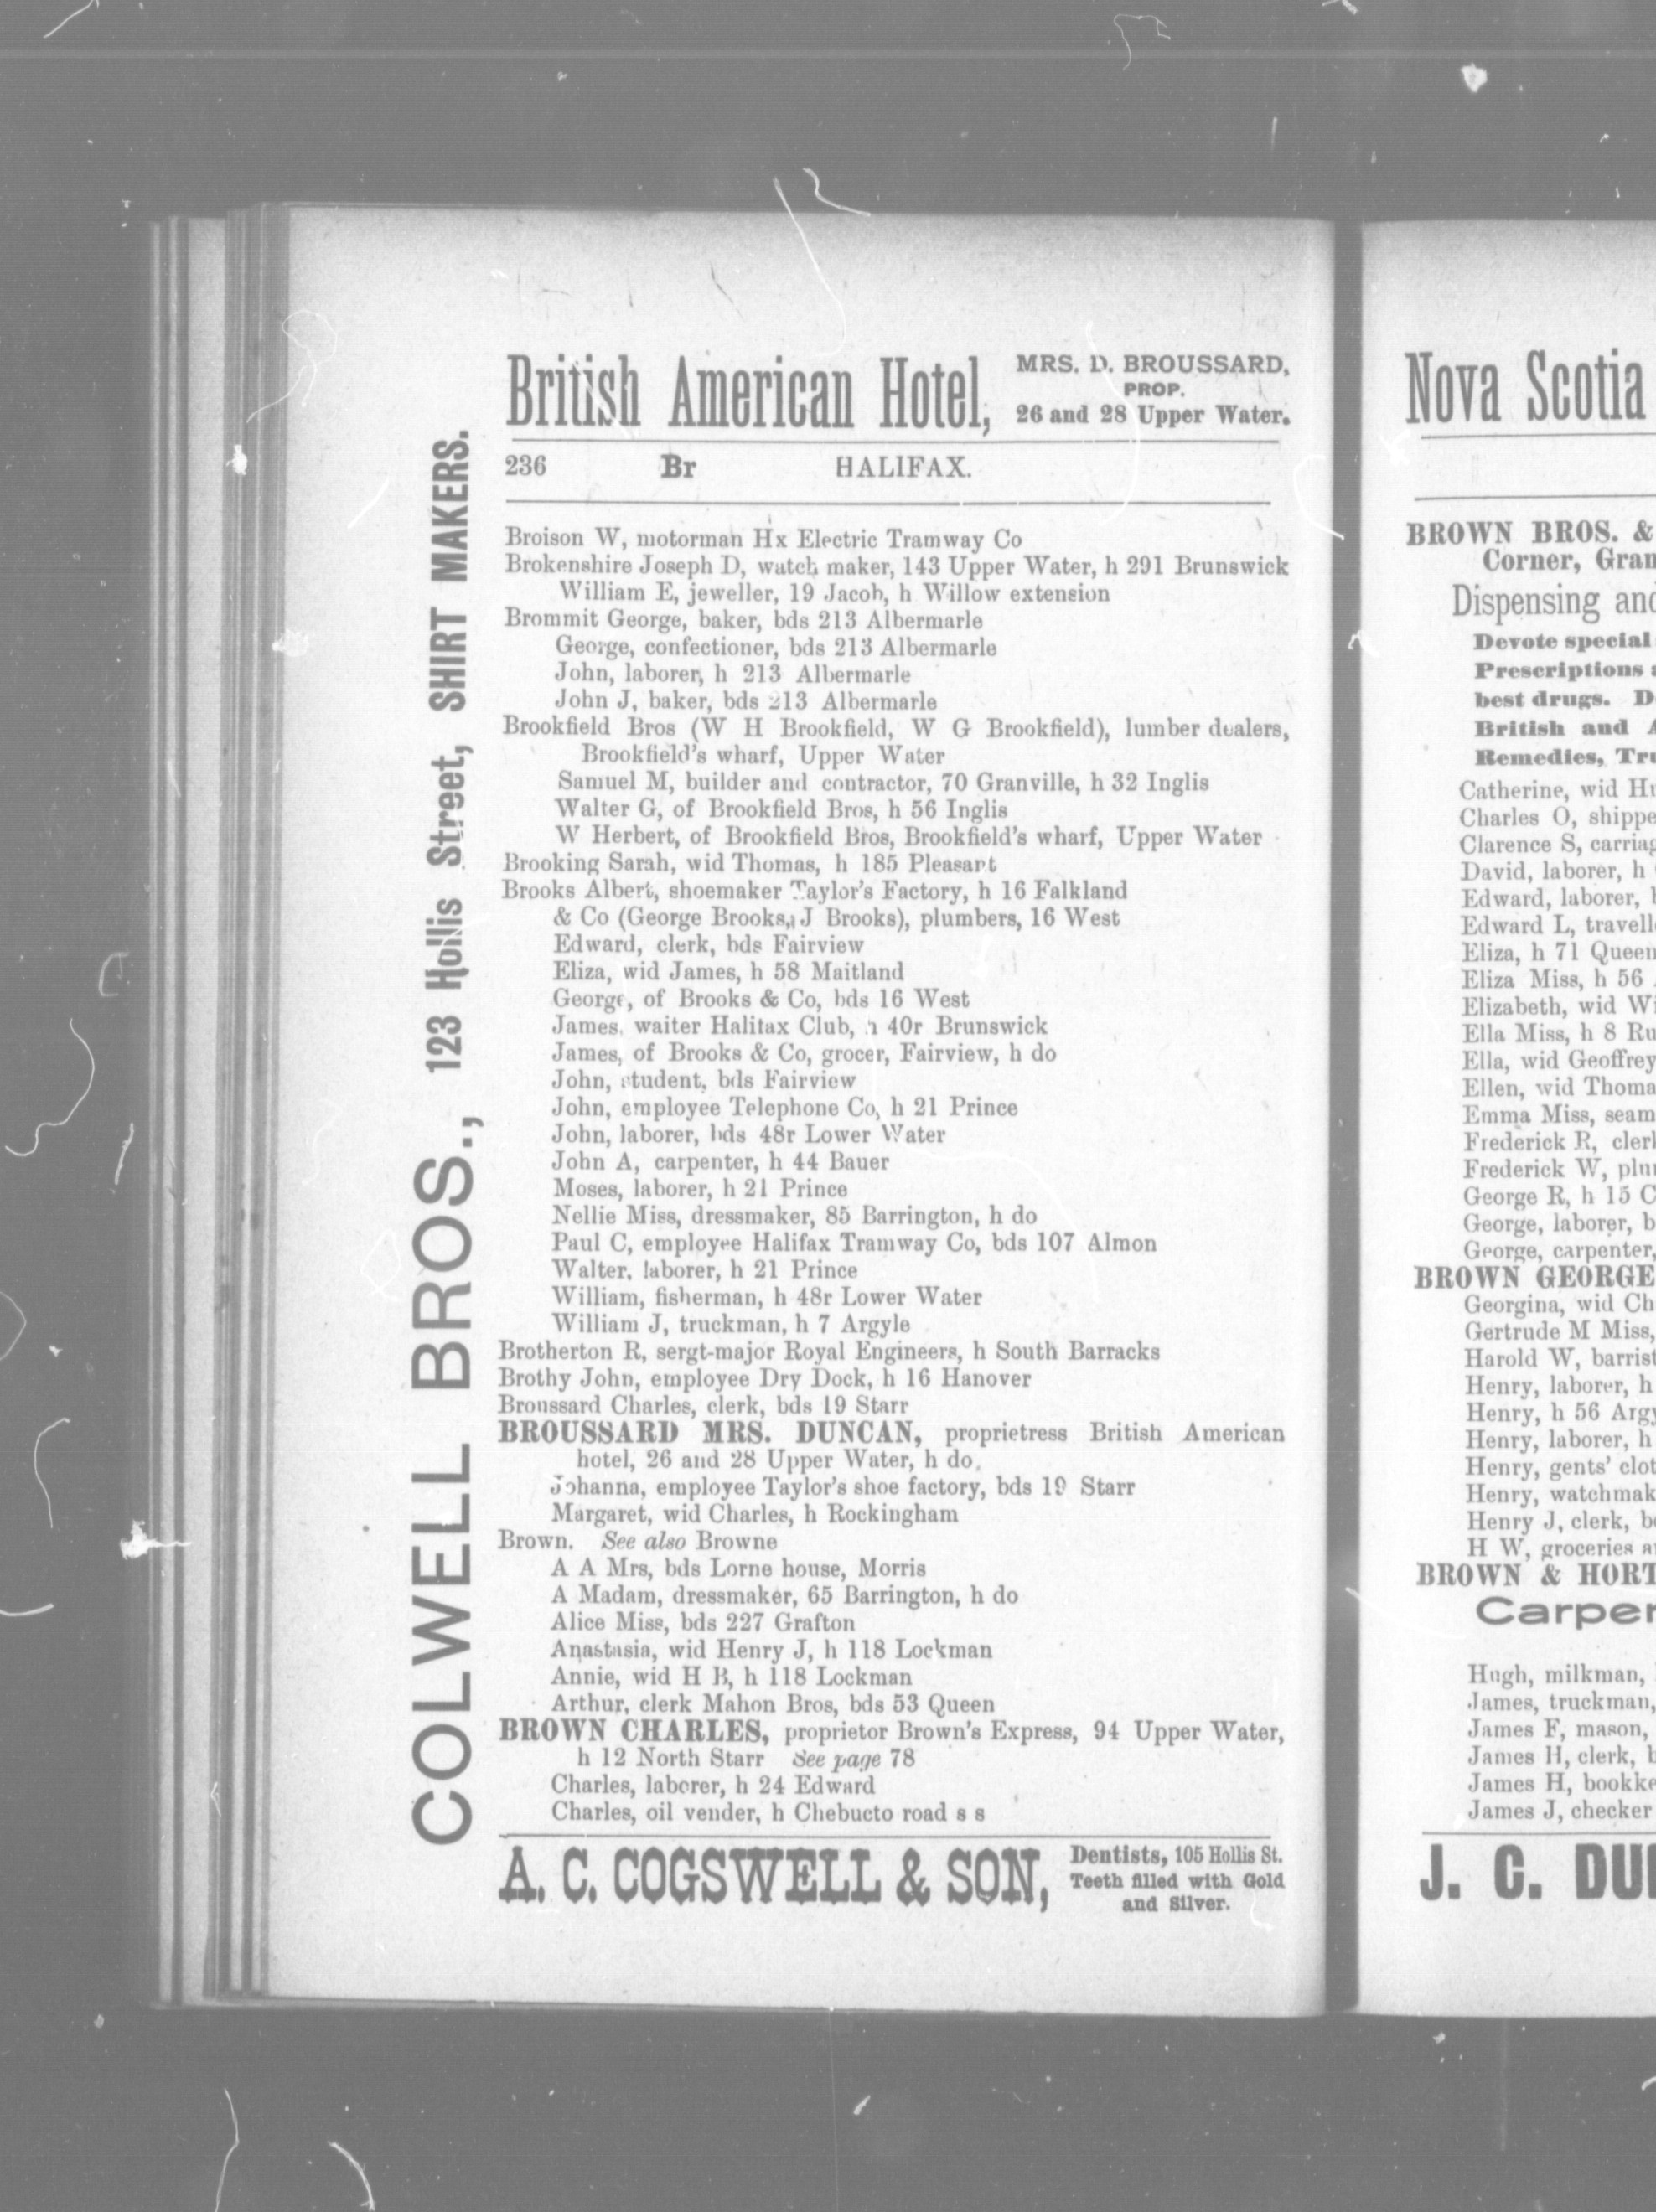 British American Hotel,
MRS. D. BROUSSARD,
PROP.
26 and 28 Upper Water.
236 Br HALIFAX.
Broison W, motorman Hx Electric Tramway Co
Brokenshire Joseph D, watch maker, 143 Upper Water, h 291 Brunswick
William E, jeweller, 19 Jacob, h Willow extension
Brommit George, baker, bds 213 Albermarle
George, confectioner, bds 213 Albermarle
John, laborer, h 213 Albermarle
John J, baker, bds 213 Albermarle
Brookfield Bros (W H Brookfield, W G Brookfield), lumber dealers,
Brookfield's wharf, Upper Water
Samuel M, builder and contractor, 70 Granville, h 32 Inglis
Walter G, of Brookfield Bros, h 56 Inglis
W Herbert, of Brookfield Bros, Brookfield's wharf, Upper Water
Brooking Sarah, wid Thomas, h 185 Pleasant
Brooks Albert, shoemaker Taylor's Factory, h 16 Falkland
& Co (George Brooks, J Brooks), plumbers, 16 West
Edward, clerk, bds Fairview
Eliza, wid James, h 58 Maitland
George, of Brooks & Co, bds 16 West
James, waiter Halifax Club, h 40r Brunswick
James, of Brooks & Co, grocer, Fairview, h do
John, student, bds Fairview
John, employee Telephone Co, h 21 Prince
John, laborer, bds 48r Lower Water
John A, carpenter, h 44 Bauer
Moses, laborer, h 21 Prince
Nellie Miss, dressmaker, 85 Barrington, h do
Paul C, employee Halifax Tramway Co, bds 107 Almon
Walter, laborer, h 21 Prince
William, fisherman, h 48r Lower Water
William J, truckman, h 7 Argyle
Brotherton R, sergt-major Royal Engineers, h South Barracks
Brothy John, employee Dry Dock, h 16 Hanover
Broussard Charles, clerk, bds 19 Starr
BROUSSARD MRS. DUNCAN, proprietress British American
hotel, 26 and 28 Upper Water, h do.
Johanna, employee Taylor's shoe factory, bds 19 Starr
Margaret, wid Charles, h Rockingham
Brown. See also Browne
A A Mrs, bds Lorne house, Morris
A Madam, dressmaker, 65 Barrington, h do
Alice Miss, bds 227 Grafton
Anastasia, wid Henry J, h 118 Lockman
Annie, wid H B, h 118 Lockman
Arthur, clerk Mahon Bros, bds 53 Queen
BROWN CHARLES, proprietor Brown's Express, 94 Upper Water,
h 12 North Starr See page 78
Charles, laborer, h 24 Edward
Charles, oil vender, h Chebucto road s s
A. C. COGSWELL & SON,
Dentists, 105 Hollis St.
Teeth filled with Gold
and Silver.
COLWELL BROS., 123 Hollis Street, SHIRT MAKERS.
Nova Scotia
BROWN BROS. &
Corner,
Dispensing and
Devote special
Prescriptions
best drugs.
British and
Remedies,
Catherine, wid
Charles O,
Clarence S,
David, laborer, h
Edward, laborer,
Edward L,
Eliza, h 71 Queen
Eliza Miss, h 56
Elizabeth, wid
Ella Miss, h 8
Ella, wid Geoffrey
Ellen, wid
Emma Miss,
Frederick R,
Frederick W,
George R, h 15
George, laborer,
George, carpenter,
BROWN GEORGE
Georgina, wid
Gertrude M Miss,
Harold W,
Henry, laborer, h
Henry, h 56
Henry, laborer, h
Henry, gents'
Henry,
Henry J, clerk,
H W, groceries
BROWN &
Hugh, milkman,
James, truckman,
James F, mason,
James H, clerk,
James H,
James J, checker
J. C.